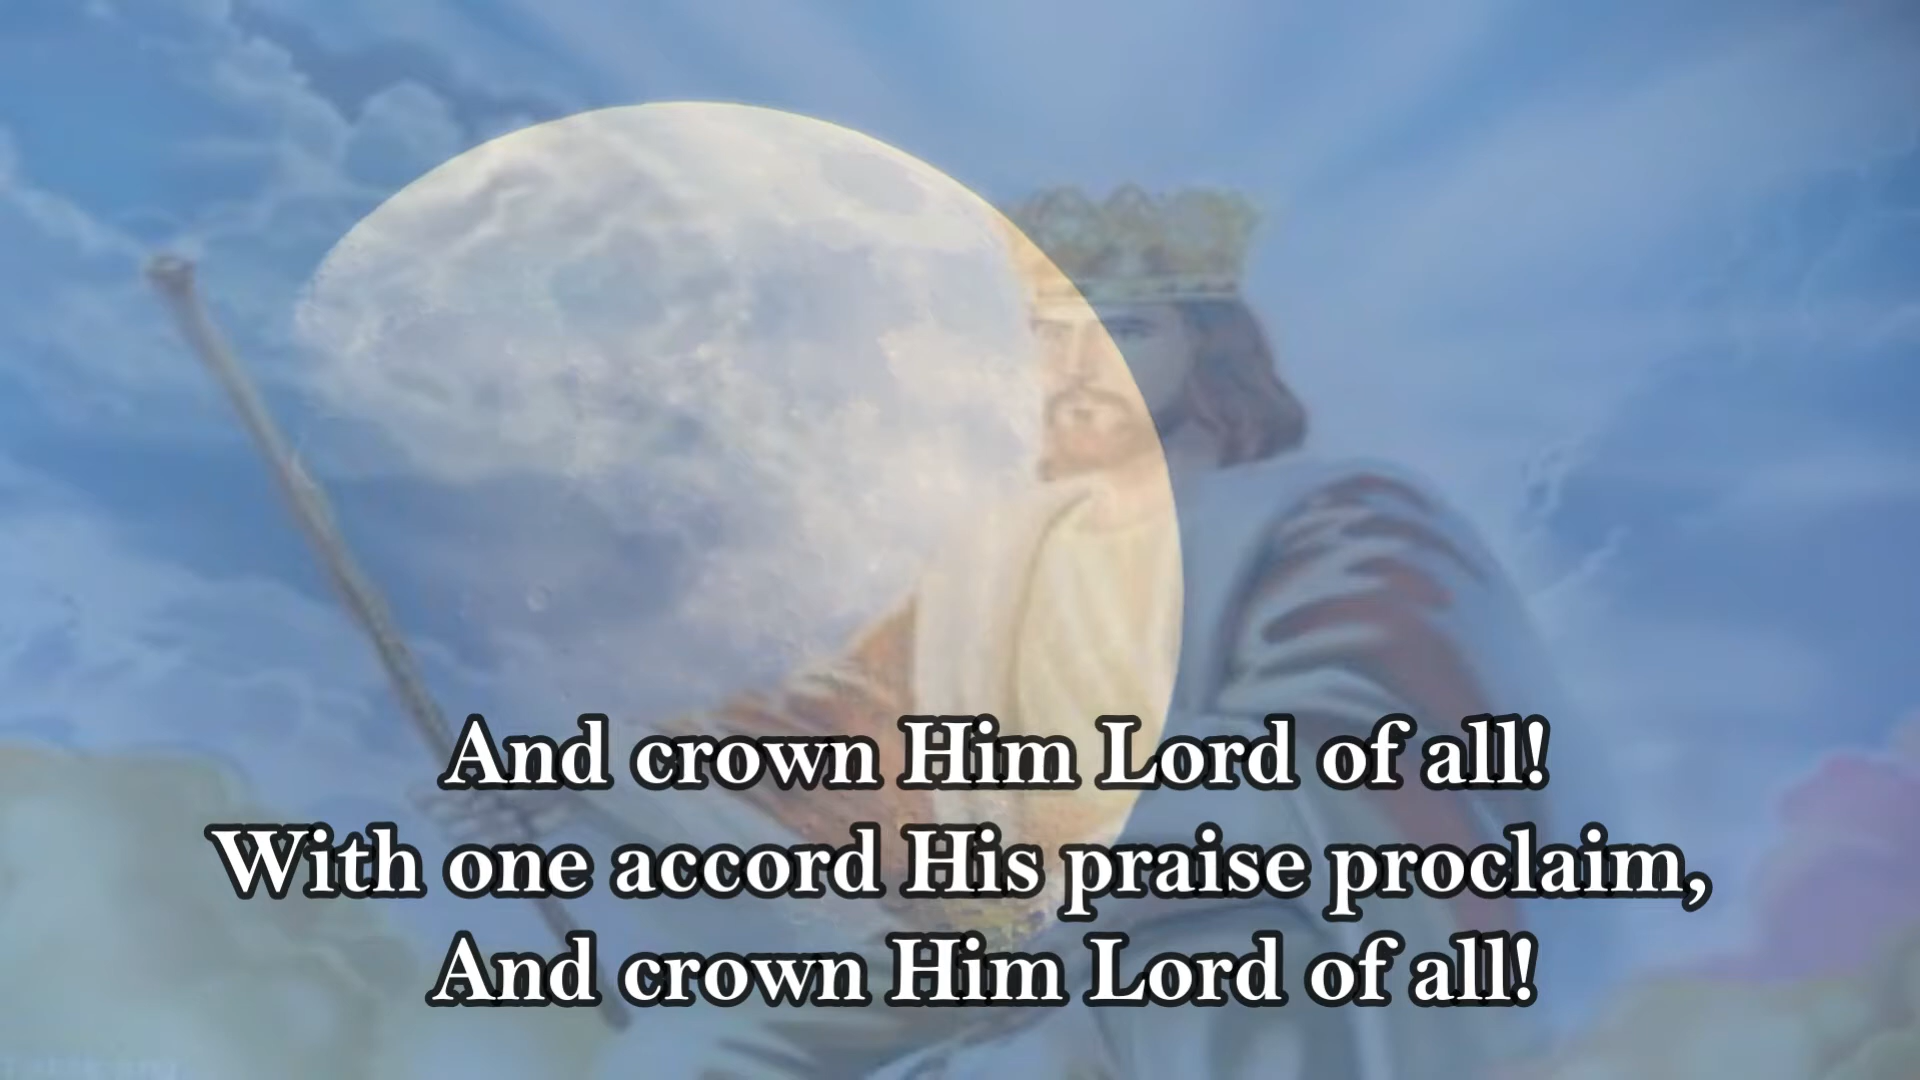 And crown Him Lord of all!
With one accord His praise proclaim,
And crown Him Lord of all!